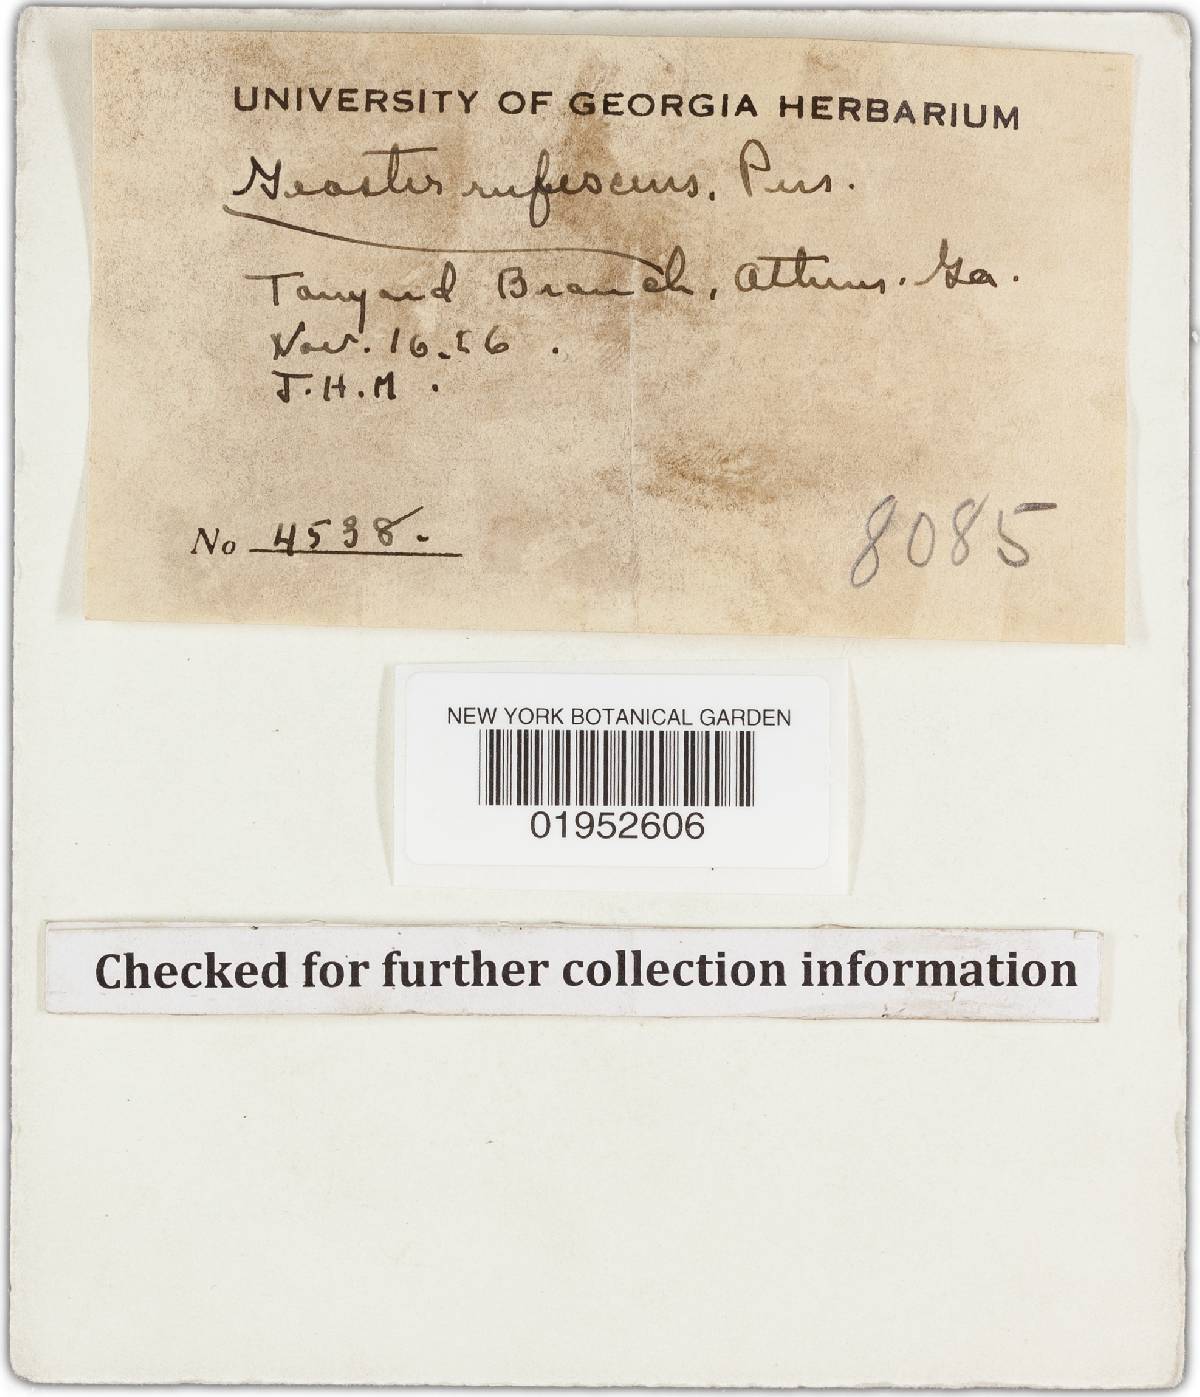 UNIVERSITY OF GEORGIA HERBARIUM
Geaster rufescens, Pers.
Tanyard Branch, Athens. Ga.
Nov. 16.56.
J.H.M.
No 4538.
8085
NEW YORK BOTANICAL GARDEN
01952606
Checked for further collection information